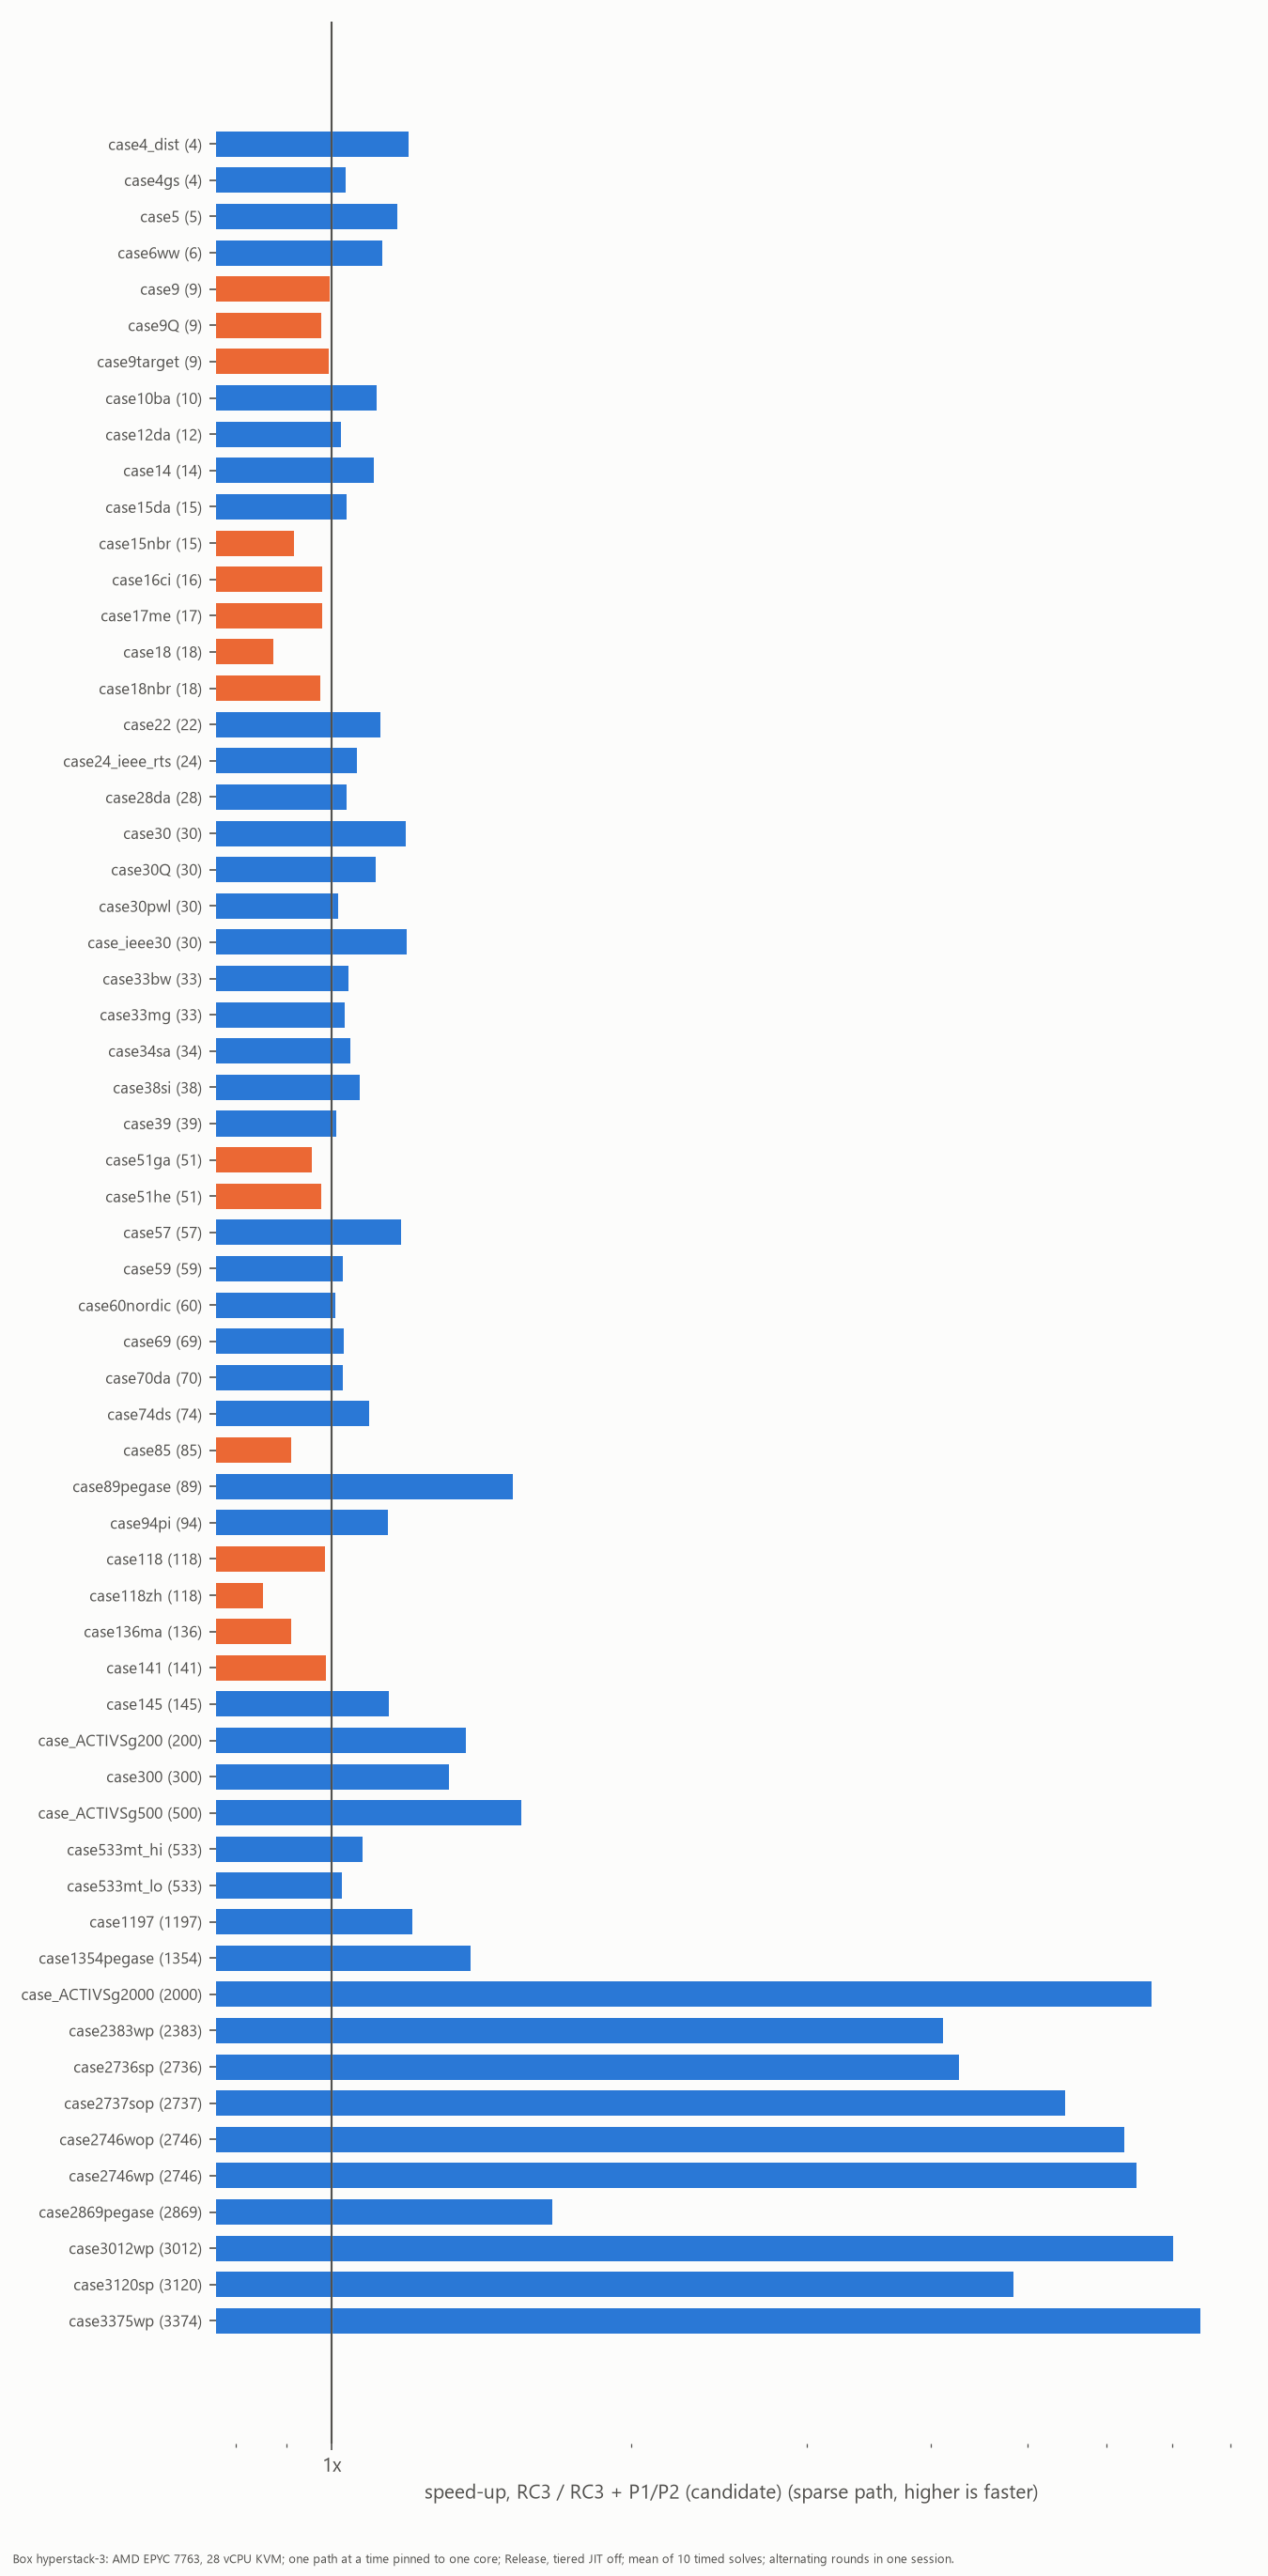 case4_dist (4)
case4gs (4)
case5 (5)
case6ww (6)
case9 (9)
case9Q (9)
case9target (9)
case10ba (10)
case12da (12)
case14 (14)
case15da (15)
case15nbr (15)
case16ci (16)
case17me (17)
case18 (18)
case18nbr (18)
case22 (22)
case24_ieee_rts (24)
case28da (28)
case30 (30)
case30Q (30)
case30pwl (30)
case_ieee30 (30)
case33bw (33)
case33mg (33)
case34sa (34)
case38si (38)
case39 (39)
case51ga (51)
case51he (51)
case57 (57)
case59 (59)
case60nordic (60)
case69 (69)
case70da (70)
case74ds (74)
case85 (85)
case89pegase (89)
case94pi (94)
case118 (118)
case118zh (118)
case136ma (136)
case141 (141)
case145 (145)
case_ACTIVSg200 (200)
case300 (300)
case_ACTIVSg500 (500)
case533mt_hi (533)
case533mt_lo (533)
case1197 (1197)
case1354pegase (1354)
case_ACTIVSg2000 (2000)
case2383wp (2383)
case2736sp (2736)
case2737sop (2737)
case2746wop (2746)
case2746wp (2746)
case2869pegase (2869)
case3012wp (3012)
case3120sp (3120)
case3375wp (3374)
1x
speed-up, RC3 / RC3 + P1/P2 (candidate) (sparse path, higher is faster)
Box hyperstack-3: AMD EPYC 7763, 28 vCPU KVM; one path at a time pinned to one core; Release, tiered JIT off; mean of 10 timed solves; alternating rounds in one session.